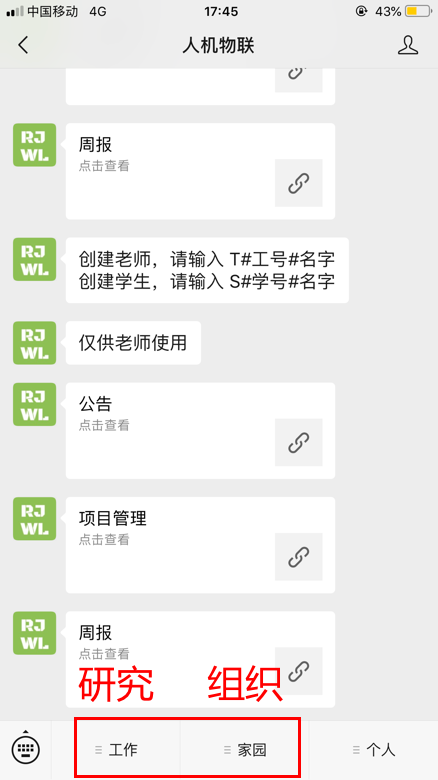 中国移动 4G 17:45 43%
人机物联
RJ
WL
周报
点击查看
RJ
WL
创建老师，请输入 T#工号#名字
创建学生，请输入 S#学号#名字
RJ
WL
仅供老师使用
RJ
WL
公告
点击查看
RJ
WL
项目管理
点击查看
RJ
WL
周报
点击查看
研究 组织
工作 家园 个人